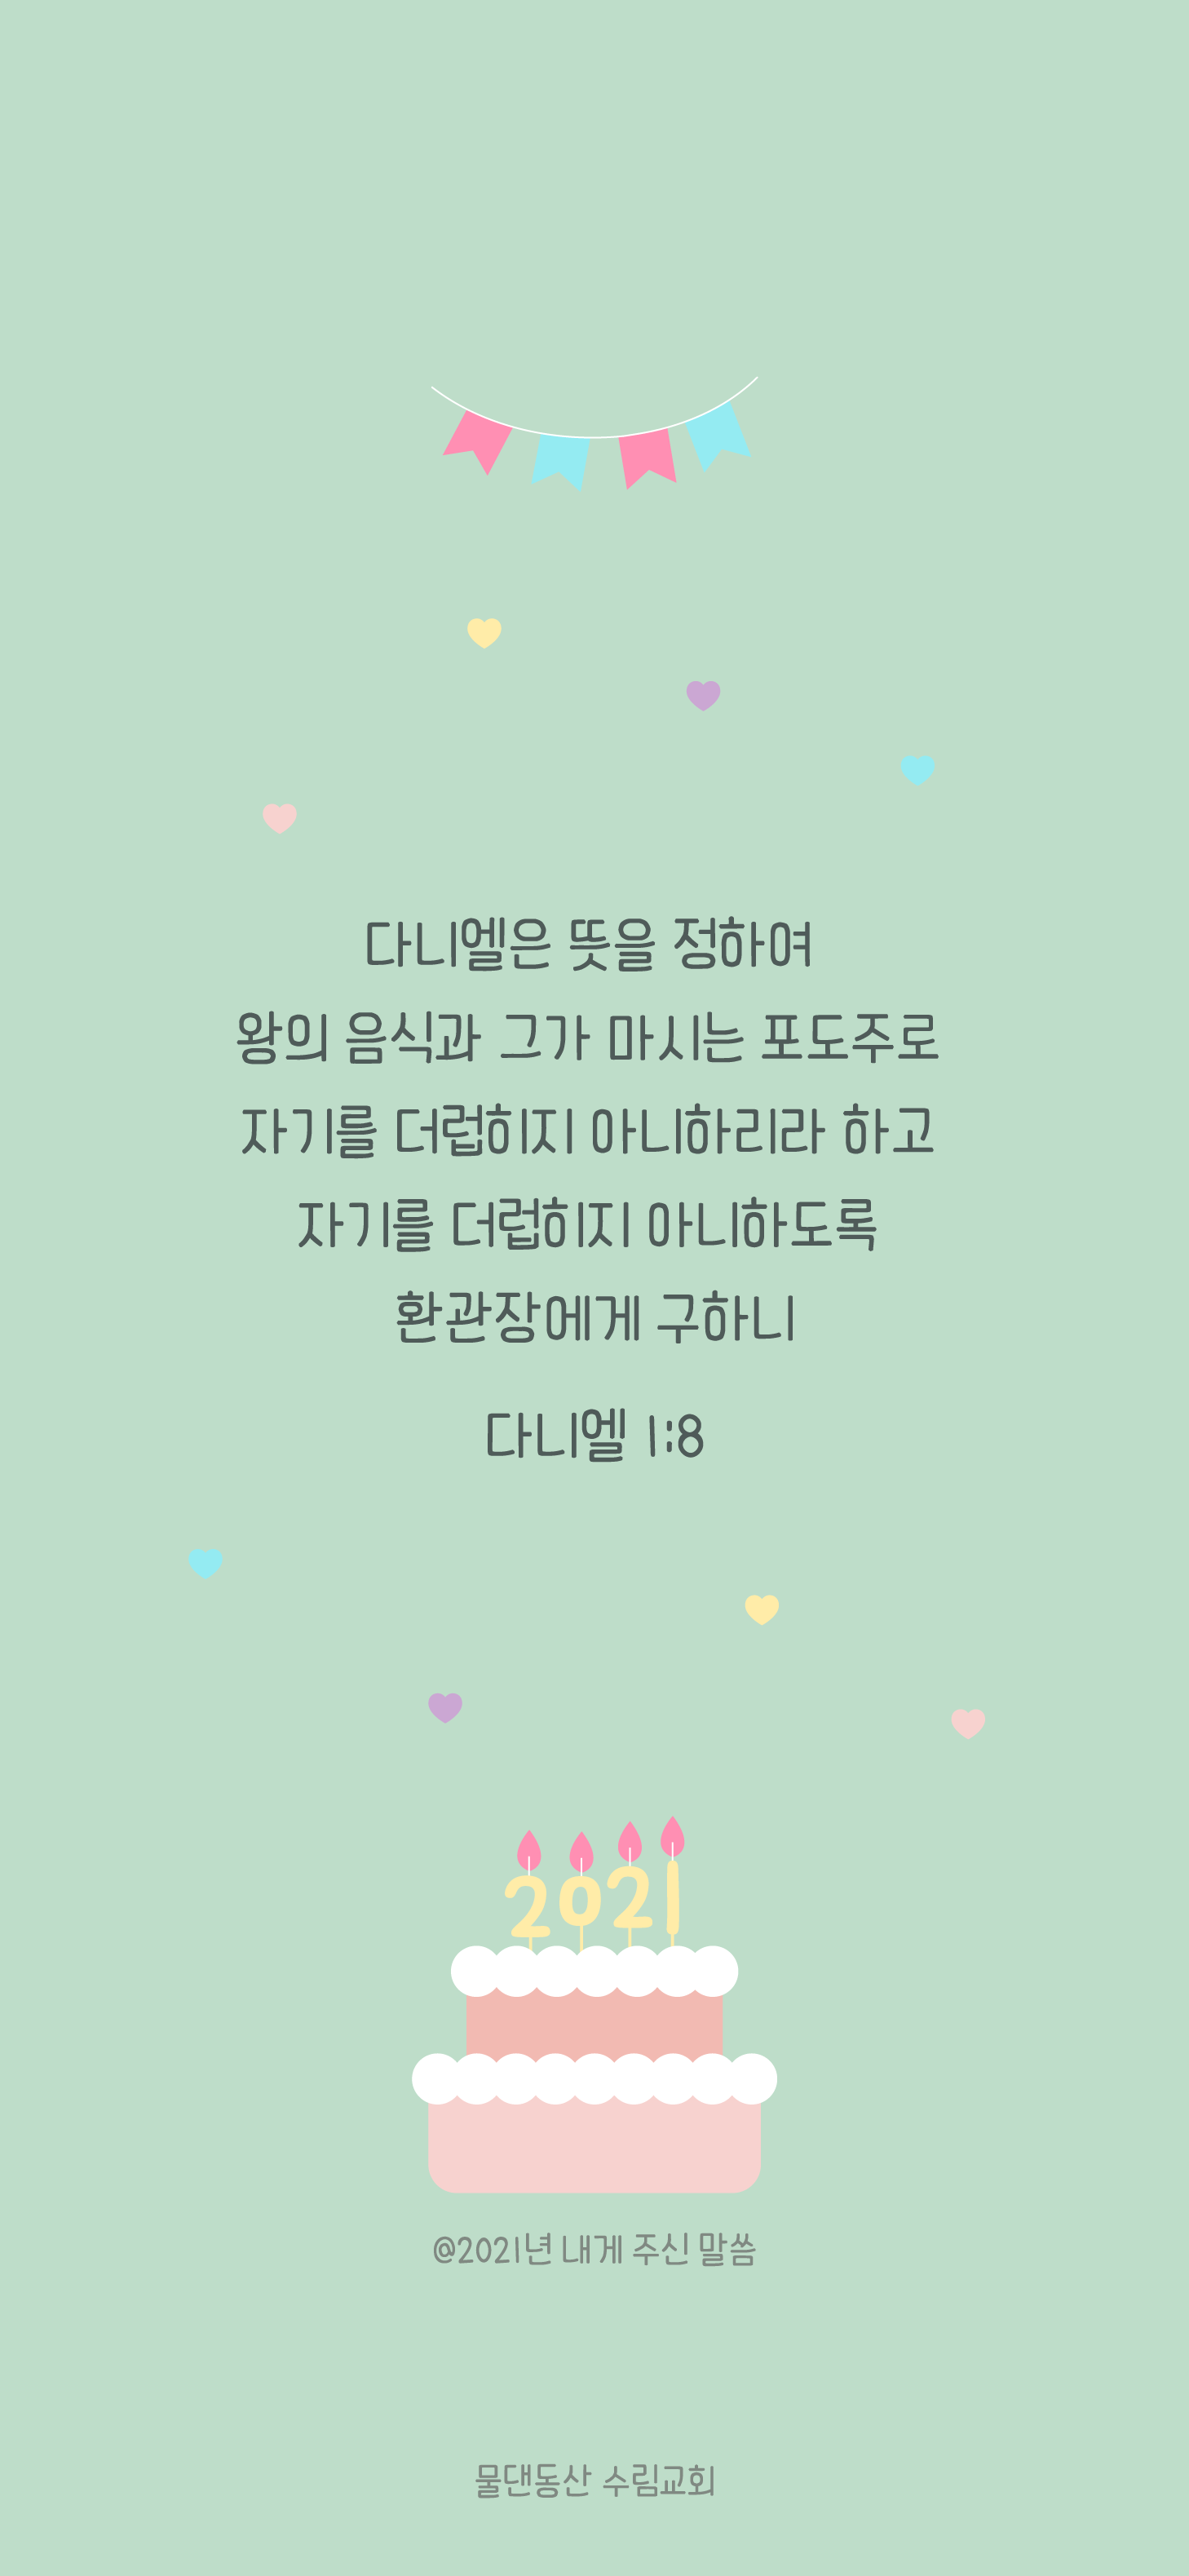 다니엘은 뜻을 정하여
왕의 음식과 그가 마시는 포도주로
자기를 더럽히지 아니하리라 하고
자기를 더럽히지 아니하도록
환관장에게 구하니
다니엘 1:8
2021
@2021년 내게 주신 말씀
물댄동산 수림교회